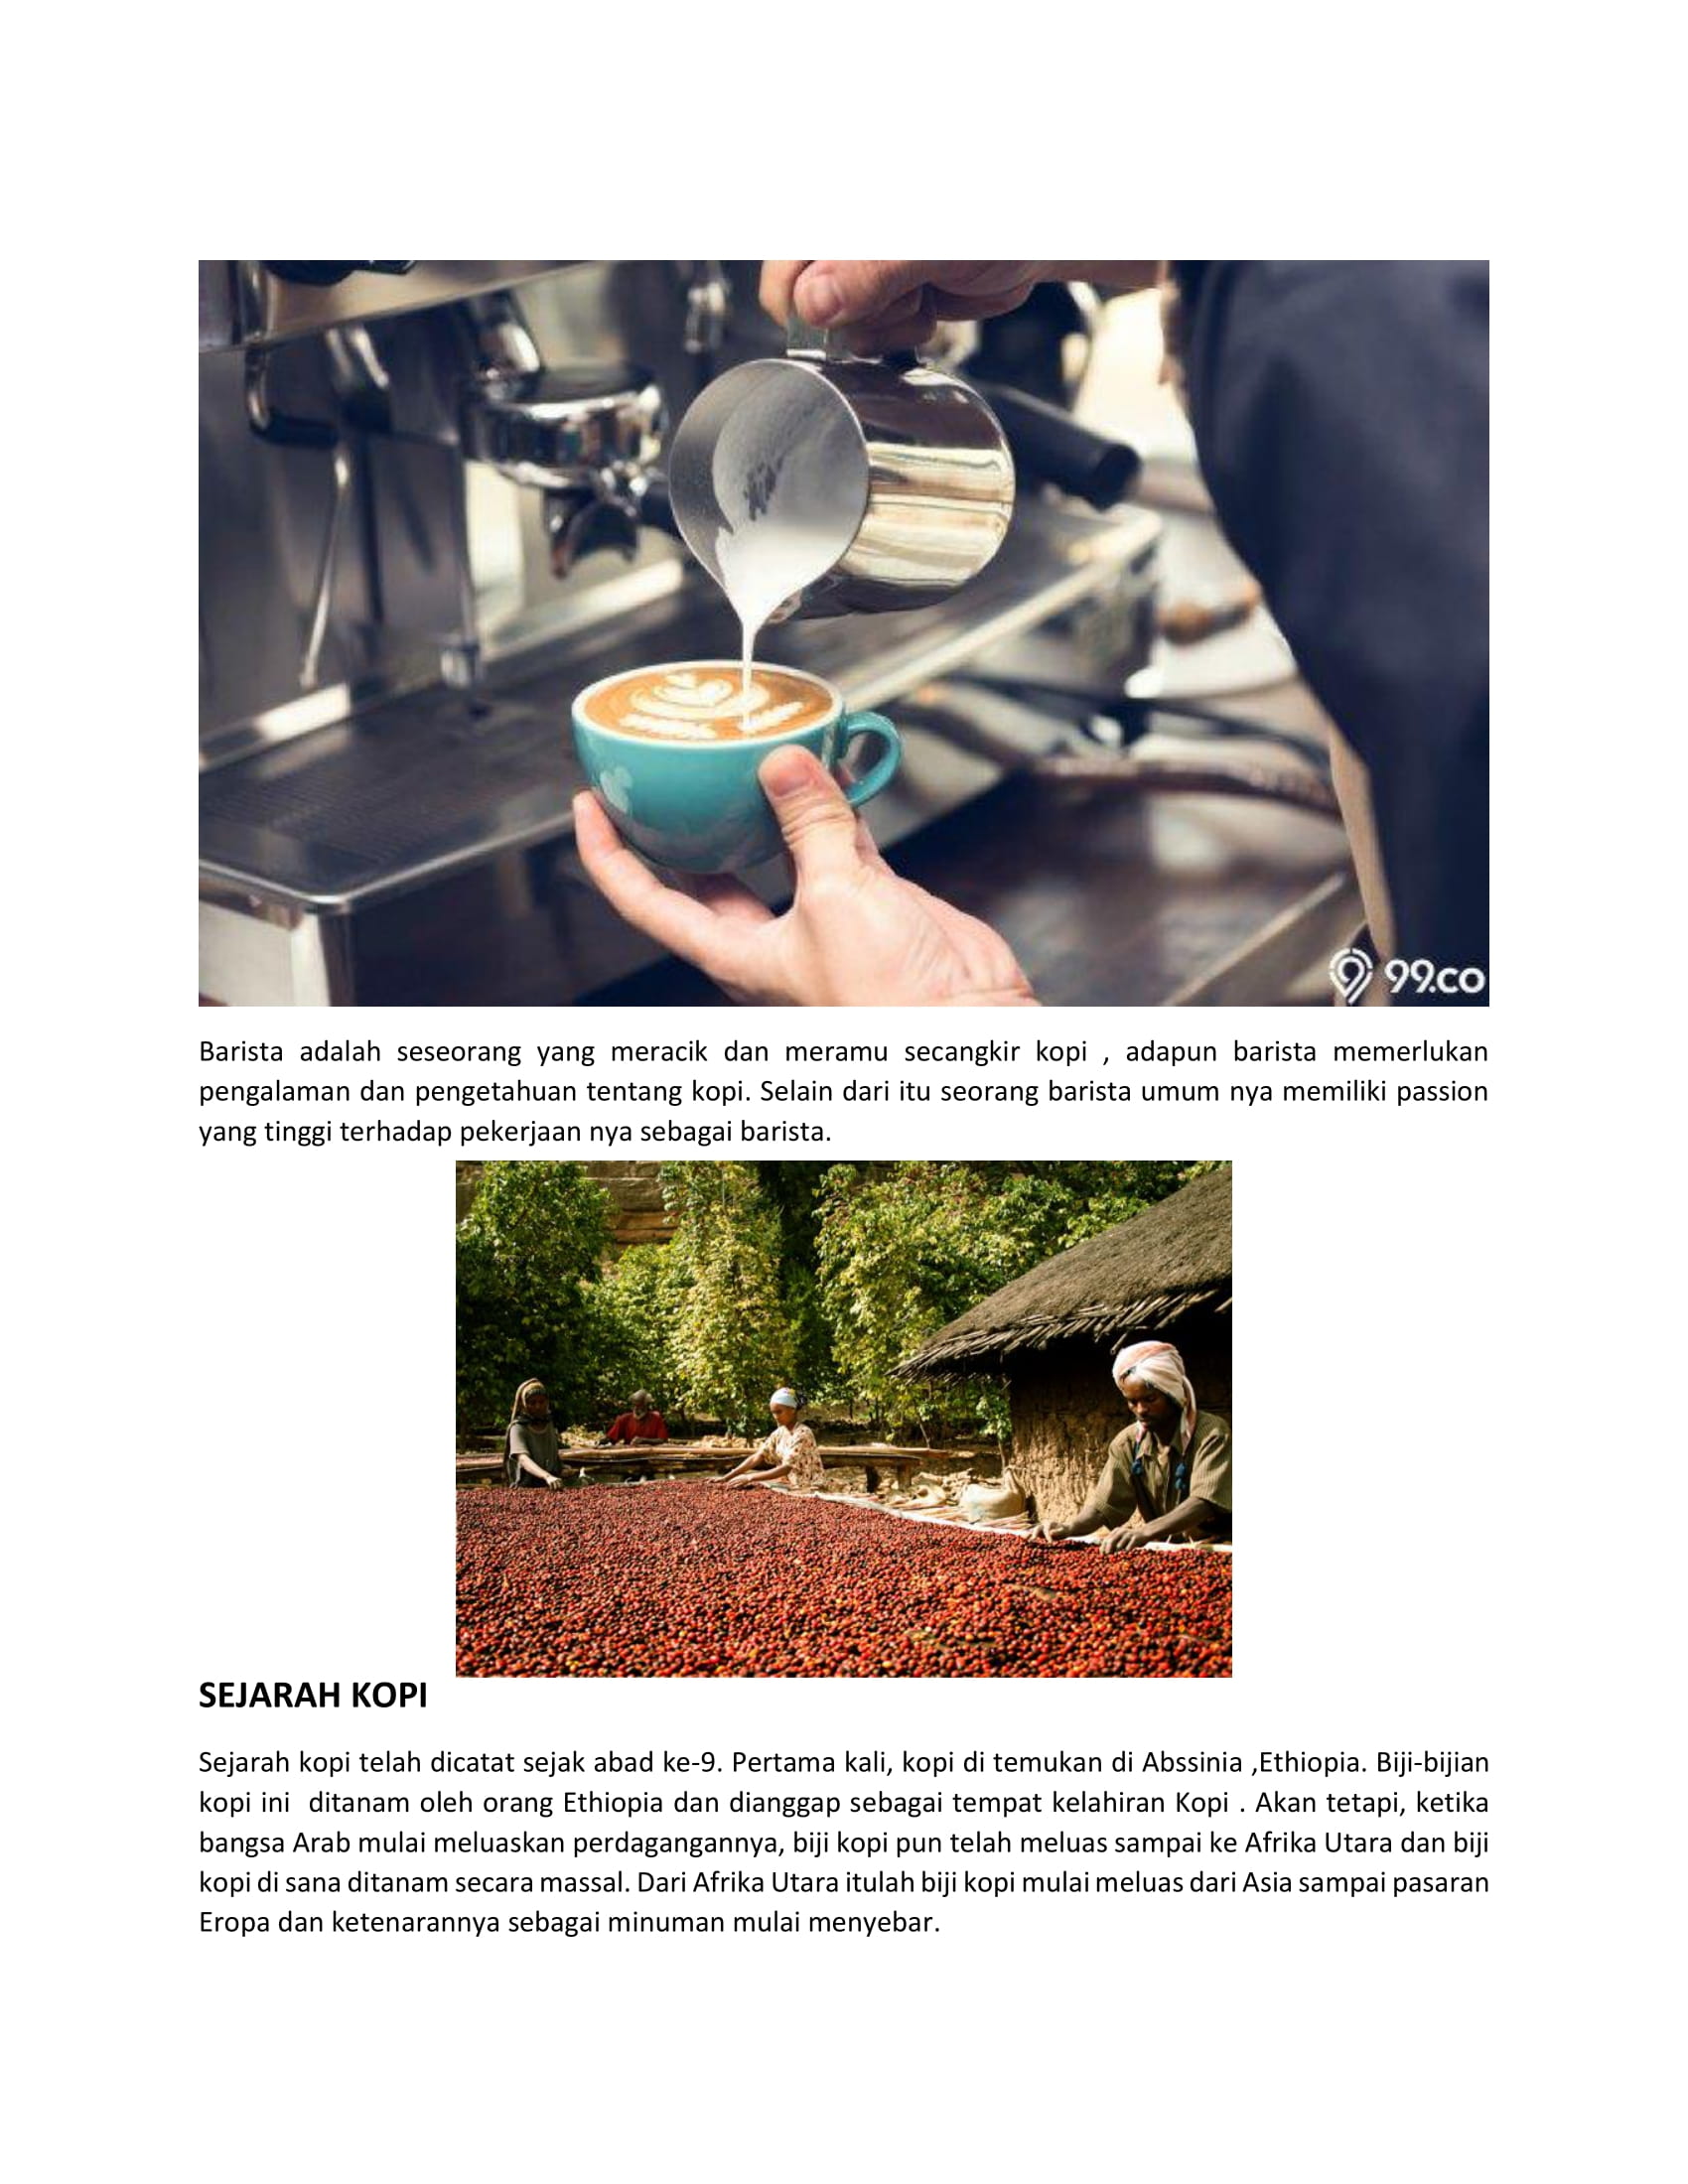 99.co
Barista adalah seseorang yang meracik dan meramu secangkir kopi , adapun barista memerlukan
pengalaman dan pengetahuan tentang kopi. Selain dari itu seorang barista umum nya memiliki passion
yang tinggi terhadap pekerjaan nya sebagai barista.
SEJARAH KOPI
Sejarah kopi telah dicatat sejak abad ke-9. Pertama kali, kopi di temukan di Abssinia ,Ethiopia. Biji-bijian
kopi ini  ditanam oleh orang Ethiopia dan dianggap sebagai tempat kelahiran Kopi . Akan tetapi, ketika
bangsa Arab mulai meluaskan perdagangannya, biji kopi pun telah meluas sampai ke Afrika Utara dan biji
kopi di sana ditanam secara massal. Dari Afrika Utara itulah biji kopi mulai meluas dari Asia sampai pasaran
Eropa dan ketenarannya sebagai minuman mulai menyebar.